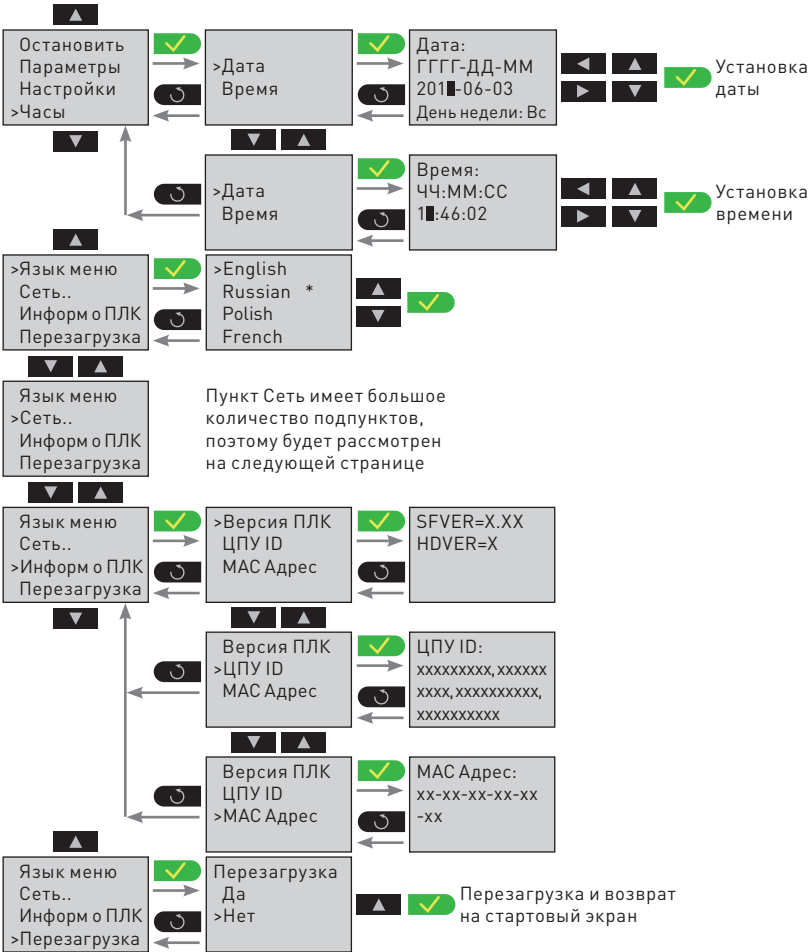 Остановить
Параметры
Настройки
>Часы
>Дата
Время
Дата:
ГГГГ-ДД-ММ
201█-06-03
День недели: Вс
Установка
даты
>Дата
Время
Время:
ЧЧ:ММ:СС
1█:46:02
Установка
времени
>Язык меню
Сеть..
Информ о ПЛК
Перезагрузка
>English
Russian *
Polish
French
Язык меню
>Сеть..
Информ о ПЛК
Перезагрузка
Пункт Сеть имеет большое
количество подпунктов,
поэтому будет рассмотрен
на следующей странице
Язык меню
Сеть..
>Информ о ПЛК
Перезагрузка
>Версия ПЛК
ЦПУ ID
MAC Адрес
SFVER=X.XX
HDVER=X
Версия ПЛК
>ЦПУ ID
MAC Адрес
ЦПУ ID:
xxxxxxxxx, xxxxxx
xxxx, xxxxxxxxxx,
xxxxxxxxxx
Версия ПЛК
ЦПУ ID
>MAC Адрес
MAC Адрес:
xx-xx-xx-xx-xx
-xx
Язык меню
Сеть..
Информ о ПЛК
>Перезагрузка
Перезагрузка
Да
>Нет
Перезагрузка и возврат
на стартовый экран